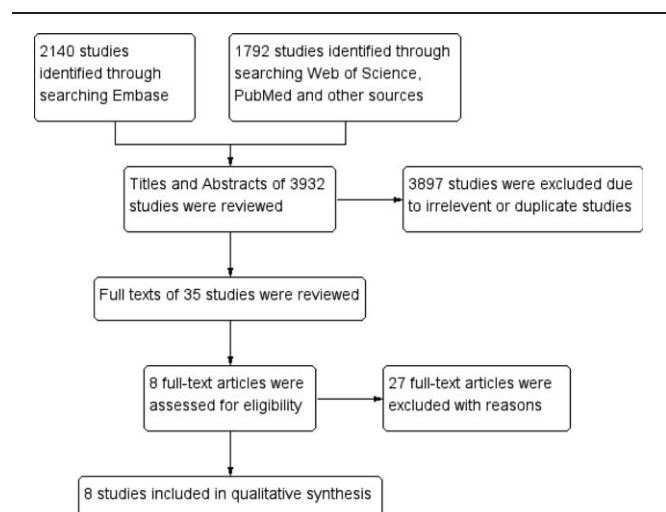 2140 studies
identified through
searching Embase
1792 studies identified through
searching Web of Science,
PubMed and other sources
Titles and Abstracts of 3932
studies were reviewed
3897 studies were excluded due
to irrelevent or duplicate studies
Full texts of 35 studies were reviewed
8 full-text articles were
assessed for eligibility
27 full-text articles were
excluded with reasons
8 studies included in qualitative synthesis